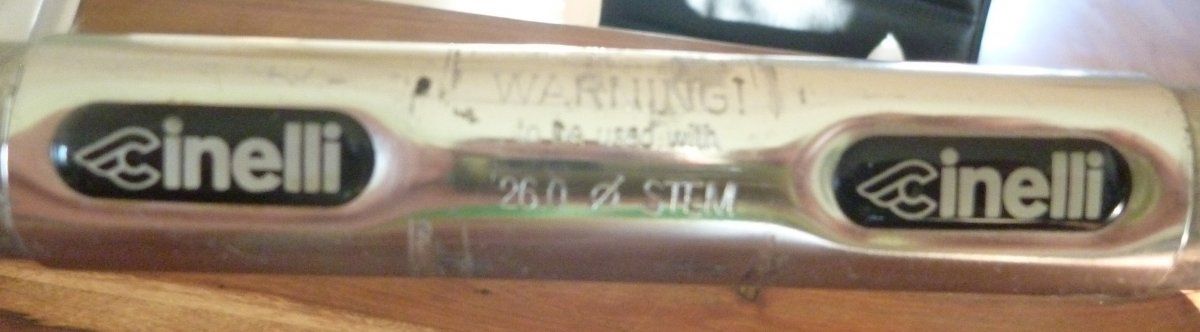 cinelli
WARNING!
to be used with
26.0 ø STEM
cinelli